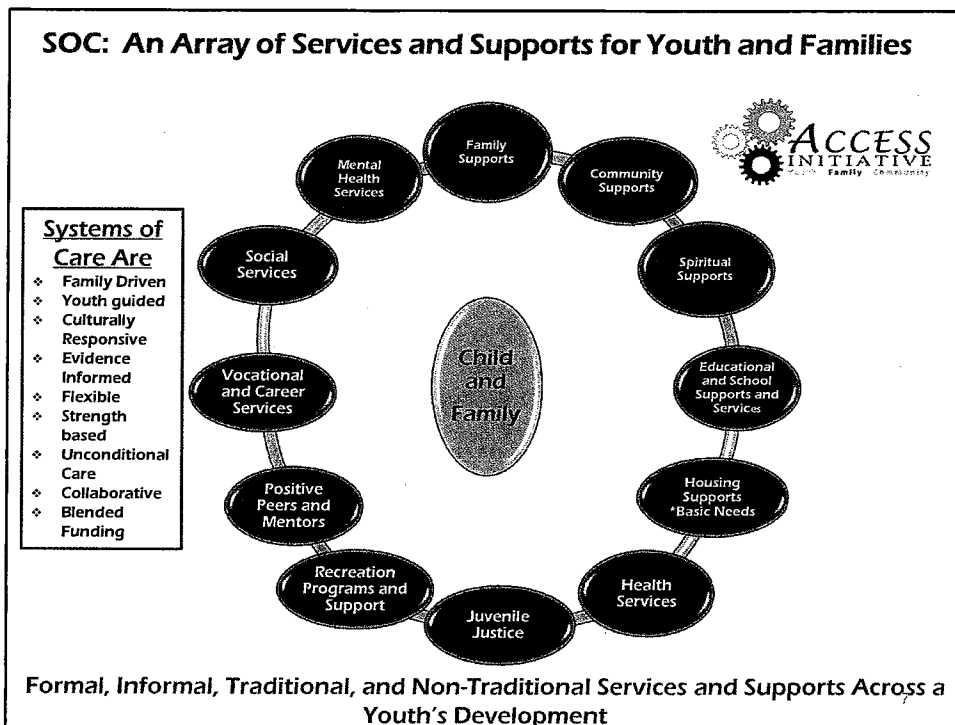 SOC: An Array of Services and Supports for Youth and Families
ACCESS
INITIATIVE
Youth Family Community
Family
Supports
Community
Supports
Spiritual
Supports
Educational
and School
Supports and
Services
Housing
Supports
*Basic Needs
Health
Services
Juvenile
Justice
Recreation
Programs and
Support
Positive
Peers and
Mentors
Vocational
and Career
Services
Social
Services
Mental
Health
Services
Child
and
Family
Systems of
Care Are
❖ Family Driven
❖ Youth guided
❖ Culturally
Responsive
❖ Evidence
Informed
❖ Flexible
❖ Strength
based
❖ Unconditional
Care
❖ Collaborative
❖ Blended
Funding
Formal, Informal, Traditional, and Non-Traditional Services and Supports Across a
Youth's Development
7